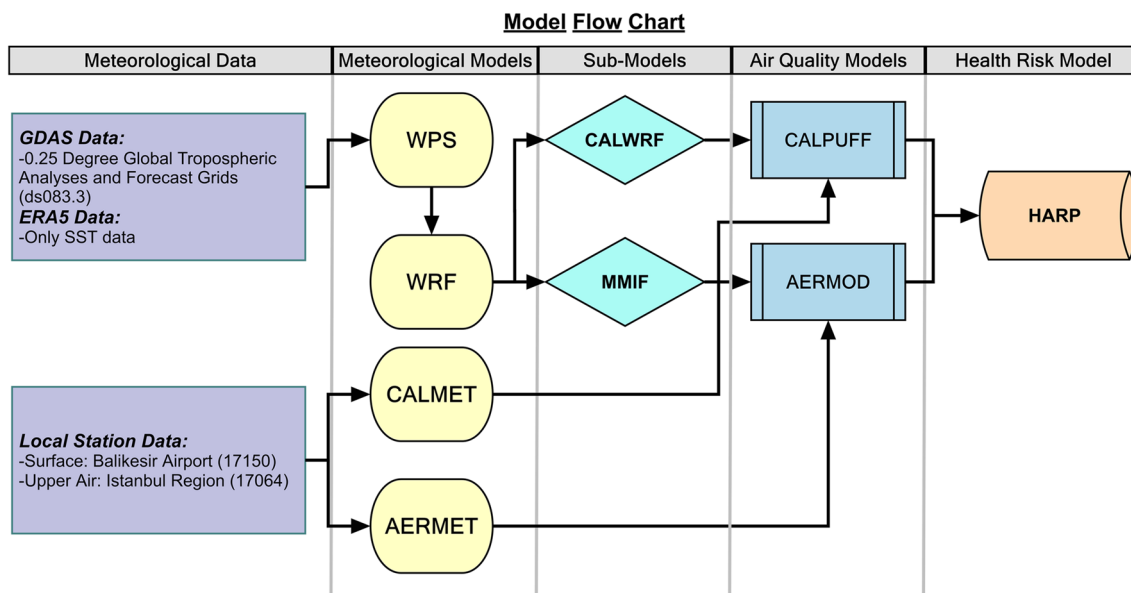 Model Flow Chart
Meteorological Data
Meteorological Models
Sub-Models
Air Quality Models
Health Risk Model
GDAS Data:
-0.25 Degree Global Tropospheric
Analyses and Forecast Grids
(ds083.3)
ERA5 Data:
-Only SST data
WPS
WRF
CALWRF
MMIF
CALPUFF
AERMOD
HARP
Local Station Data:
-Surface: Balikesir Airport (17150)
-Upper Air: Istanbul Region (17064)
CALMET
AERMET